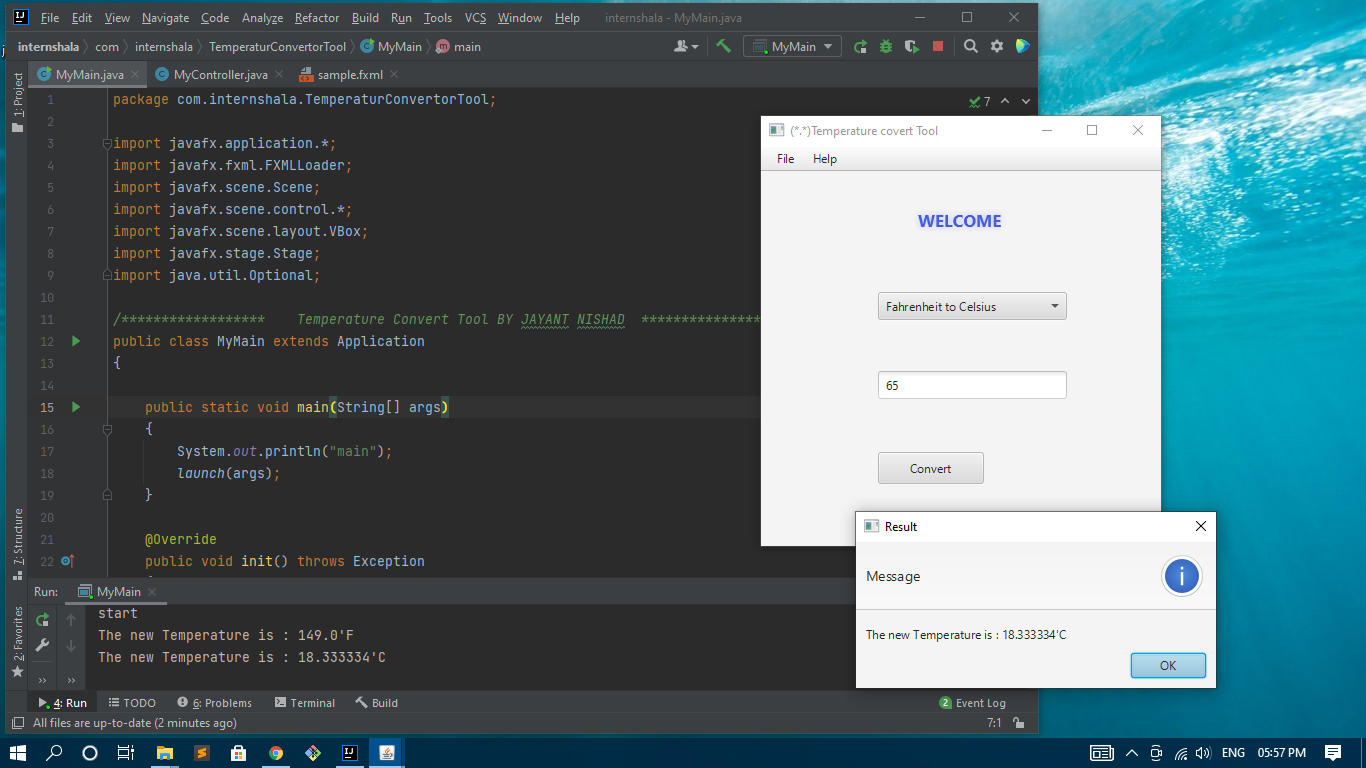 File Edit View Navigate Code Analyze Refactor Build Run Tools VCS Window Help internshala - MyMain.java
internshala com internshala TemperaturConvertorTool MyMain main MyMain
MyMain.java MyController.java sample.fxml
1: Project
7: Structure
2: Favorites
7
1 package com.internshala.TemperaturConvertorTool;
2
3 import javafx.application.*;
4 import javafx.fxml.FXMLLoader;
5 import javafx.scene.Scene;
6 import javafx.scene.control.*;
7 import javafx.scene.layout.VBox;
8 import javafx.stage.Stage;
9 import java.util.Optional;
10
11 /****************** Temperature Convert Tool BY JAYANT NISHAD ***************
12 public class MyMain extends Application
13 {
14
15 public static void main(String[] args)
16 {
17 System.out.println("main");
18 launch(args);
19 }
20
21 @Override
22 public void init() throws Exception
Run: MyMain
start
The new Temperature is : 149.0'F
The new Temperature is : 18.333334'C
4: Run TODO 6: Problems Terminal Build 2 Event Log
All files are up-to-date (2 minutes ago) 7:1
(*.*)Temperature covert Tool
File Help
WELCOME
Fahrenheit to Celsius
65
Convert
Result
Message
The new Temperature is : 18.333334'C
OK
ENG 05:57 PM